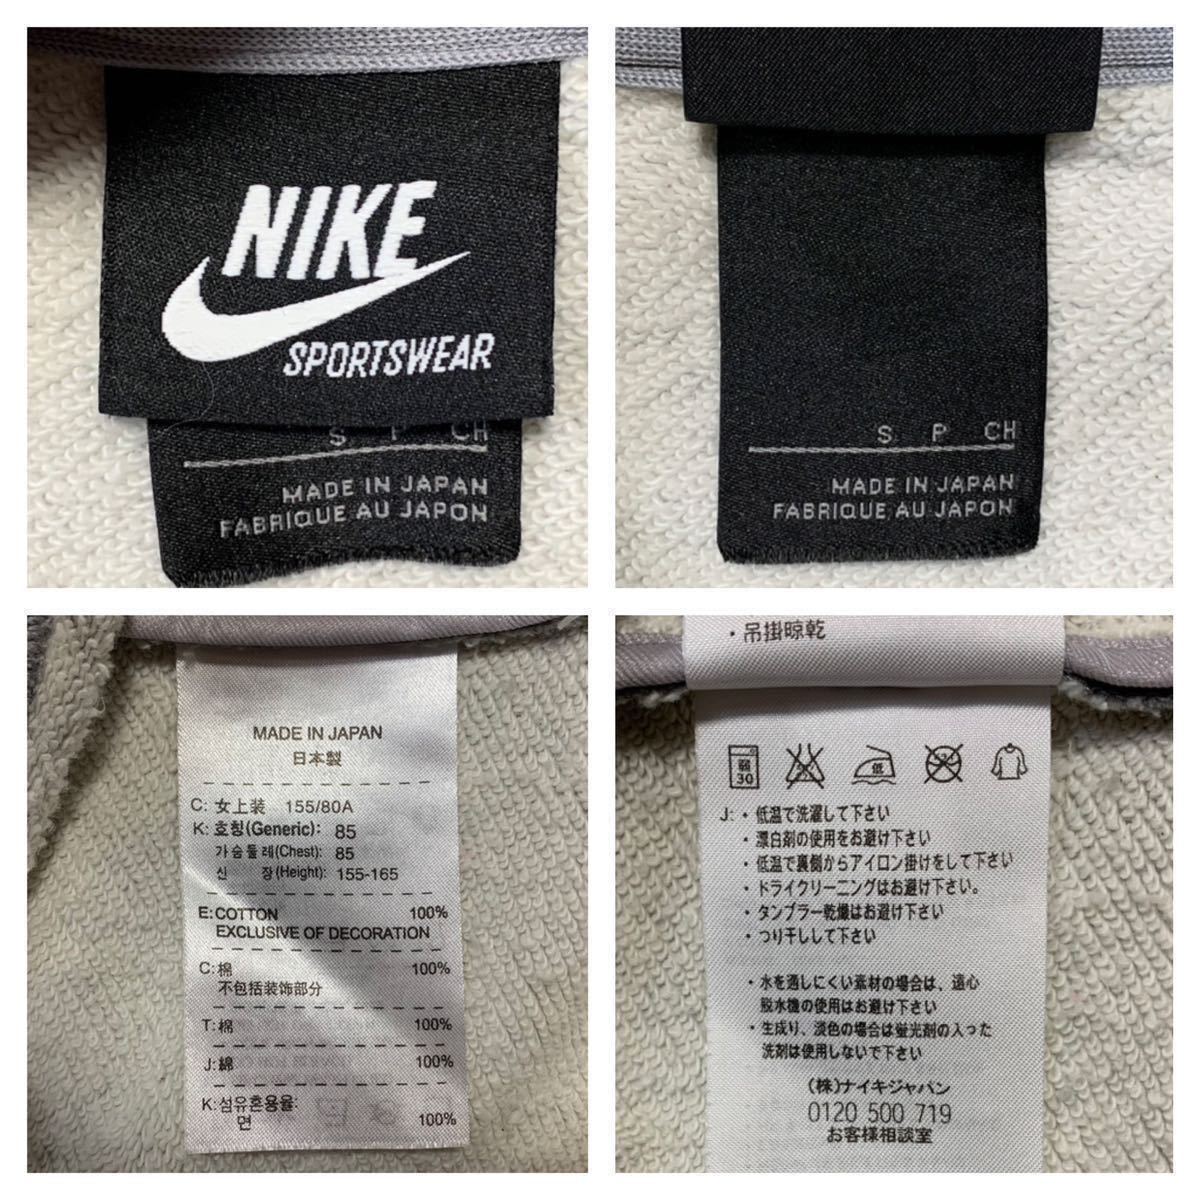 NIKE
SPORTSWEAR
S P CH
MADE IN JAPAN
FABRIQUE AU JAPON
S P CH
MADE IN JAPAN
FABRIQUE AU JAPON
MADE IN JAPAN
日本製
C: 女上装 155/80A
K: 호칭(Generic): 85
가슴둘레(Chest): 85
신 장(Height): 155-165
E: COTTON 100%
EXCLUSIVE OF DECORATION
C: 棉 100%
不包括装饰部分
T: 棉 100%
J: 綿 100%
K: 섬유혼용율:
면 100%
・吊掛晾乾
弱 30 低
J: ・低温で洗濯して下さい
・漂白剤の使用をお避け下さい
・低温で裏側からアイロン掛けをして下さい
・ドライクリーニングはお避け下さい。
・タンブラー乾燥はお避け下さい
・つり干しして下さい
・水を通しにくい素材の場合は、遠心
脱水機の使用はお避け下さい
・生成り、淡色の場合は蛍光剤の入った
洗剤は使用しないで下さい
(株)ナイキジャパン
0120 500 719
お客様相談室